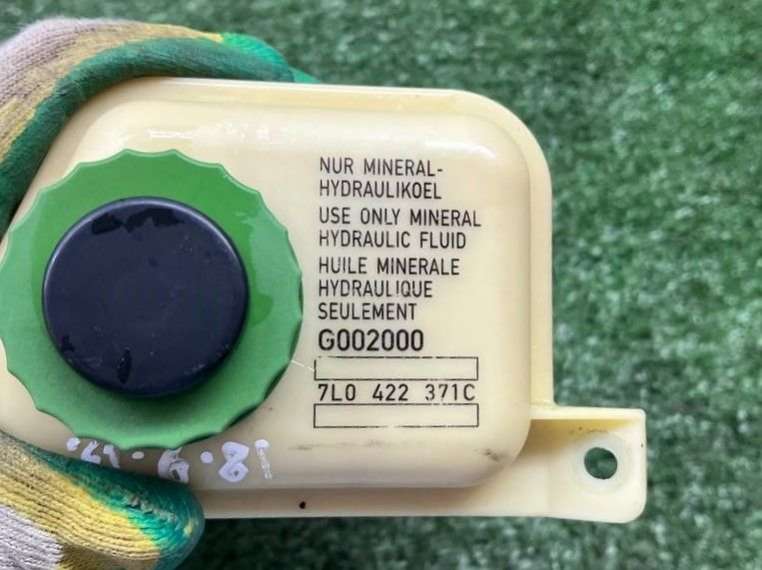 NUR MINERAL-
HYDRAULIKOEL
USE ONLY MINERAL
HYDRAULIC FLUID
HUILE MINERALE
HYDRAULIQUE
SEULEMENT
G002000
7L0 422 371C